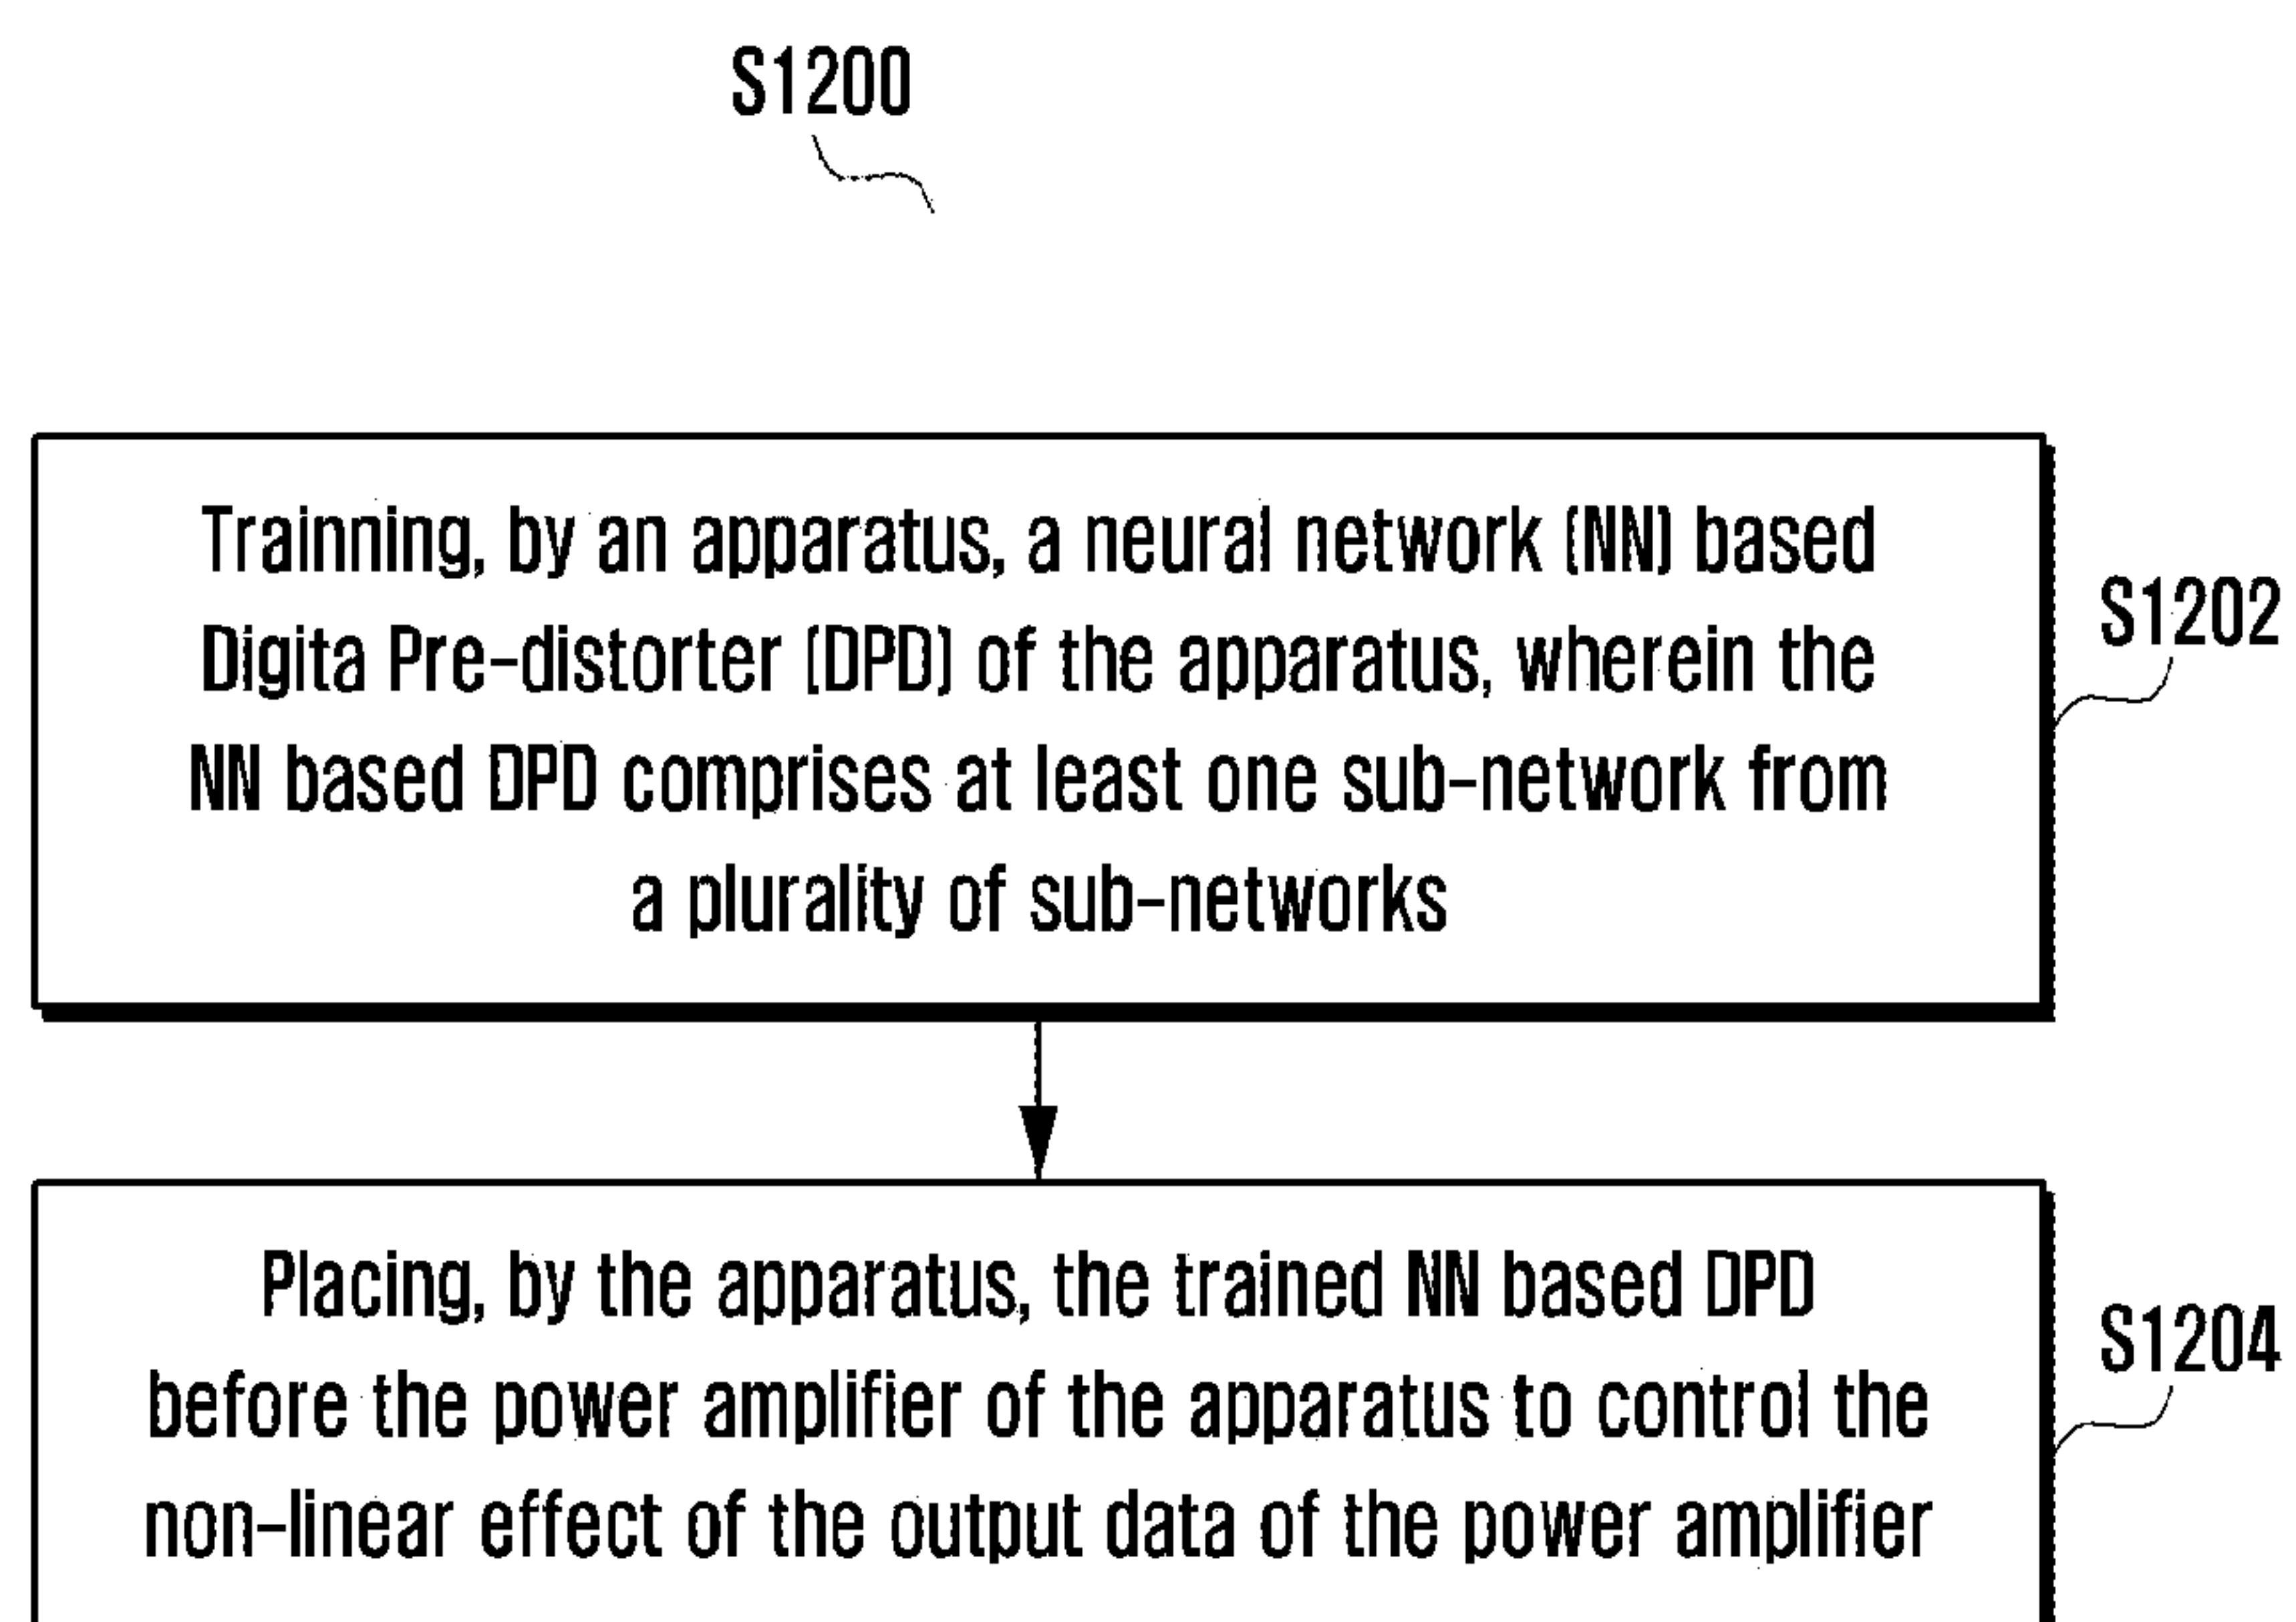 S1200
Trainning, by an apparatus, a neural network (NN) based
Digita Pre-distorter (DPD) of the apparatus, wherein the
NN based DPD comprises at least one sub-network from
a plurality of sub-networks
S1202
Placing, by the apparatus, the trained NN based DPD
before the power amplifier of the apparatus to control the
non-linear effect of the output data of the power amplifier
S1204